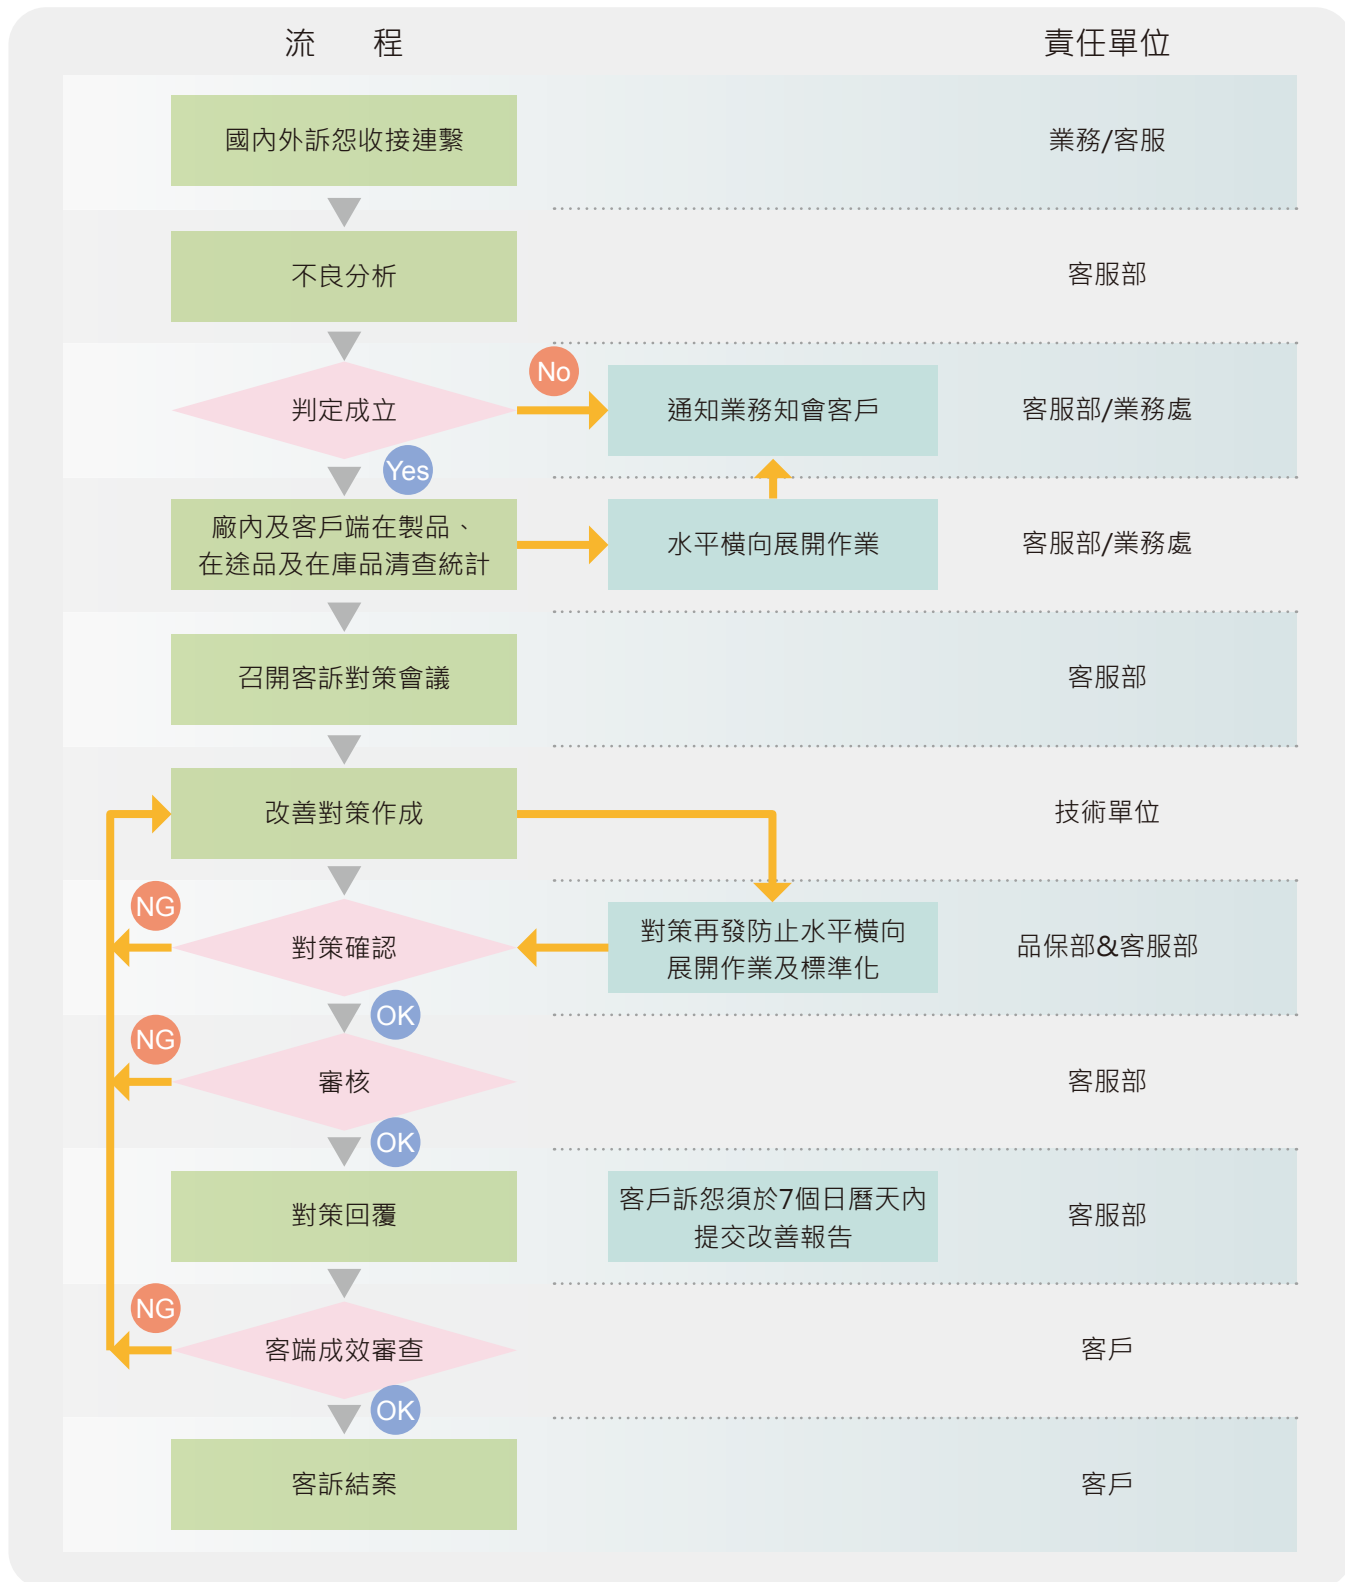 流　程
責任單位
國內外訴怨收接連繫
業務/客服
不良分析
客服部
No
判定成立
通知業務知會客戶
客服部/業務處
Yes
廠內及客戶端在製品、
在途品及在庫品清查統計
水平橫向展開作業
客服部/業務處
召開客訴對策會議
客服部
改善對策作成
技術單位
NG
對策確認
對策再發防止水平橫向
展開作業及標準化
品保部&客服部
OK
NG
審核
客服部
OK
對策回覆
客戶訴怨須於7個日曆天內
提交改善報告
客服部
NG
客端成效審查
客戶
OK
客訴結案
客戶